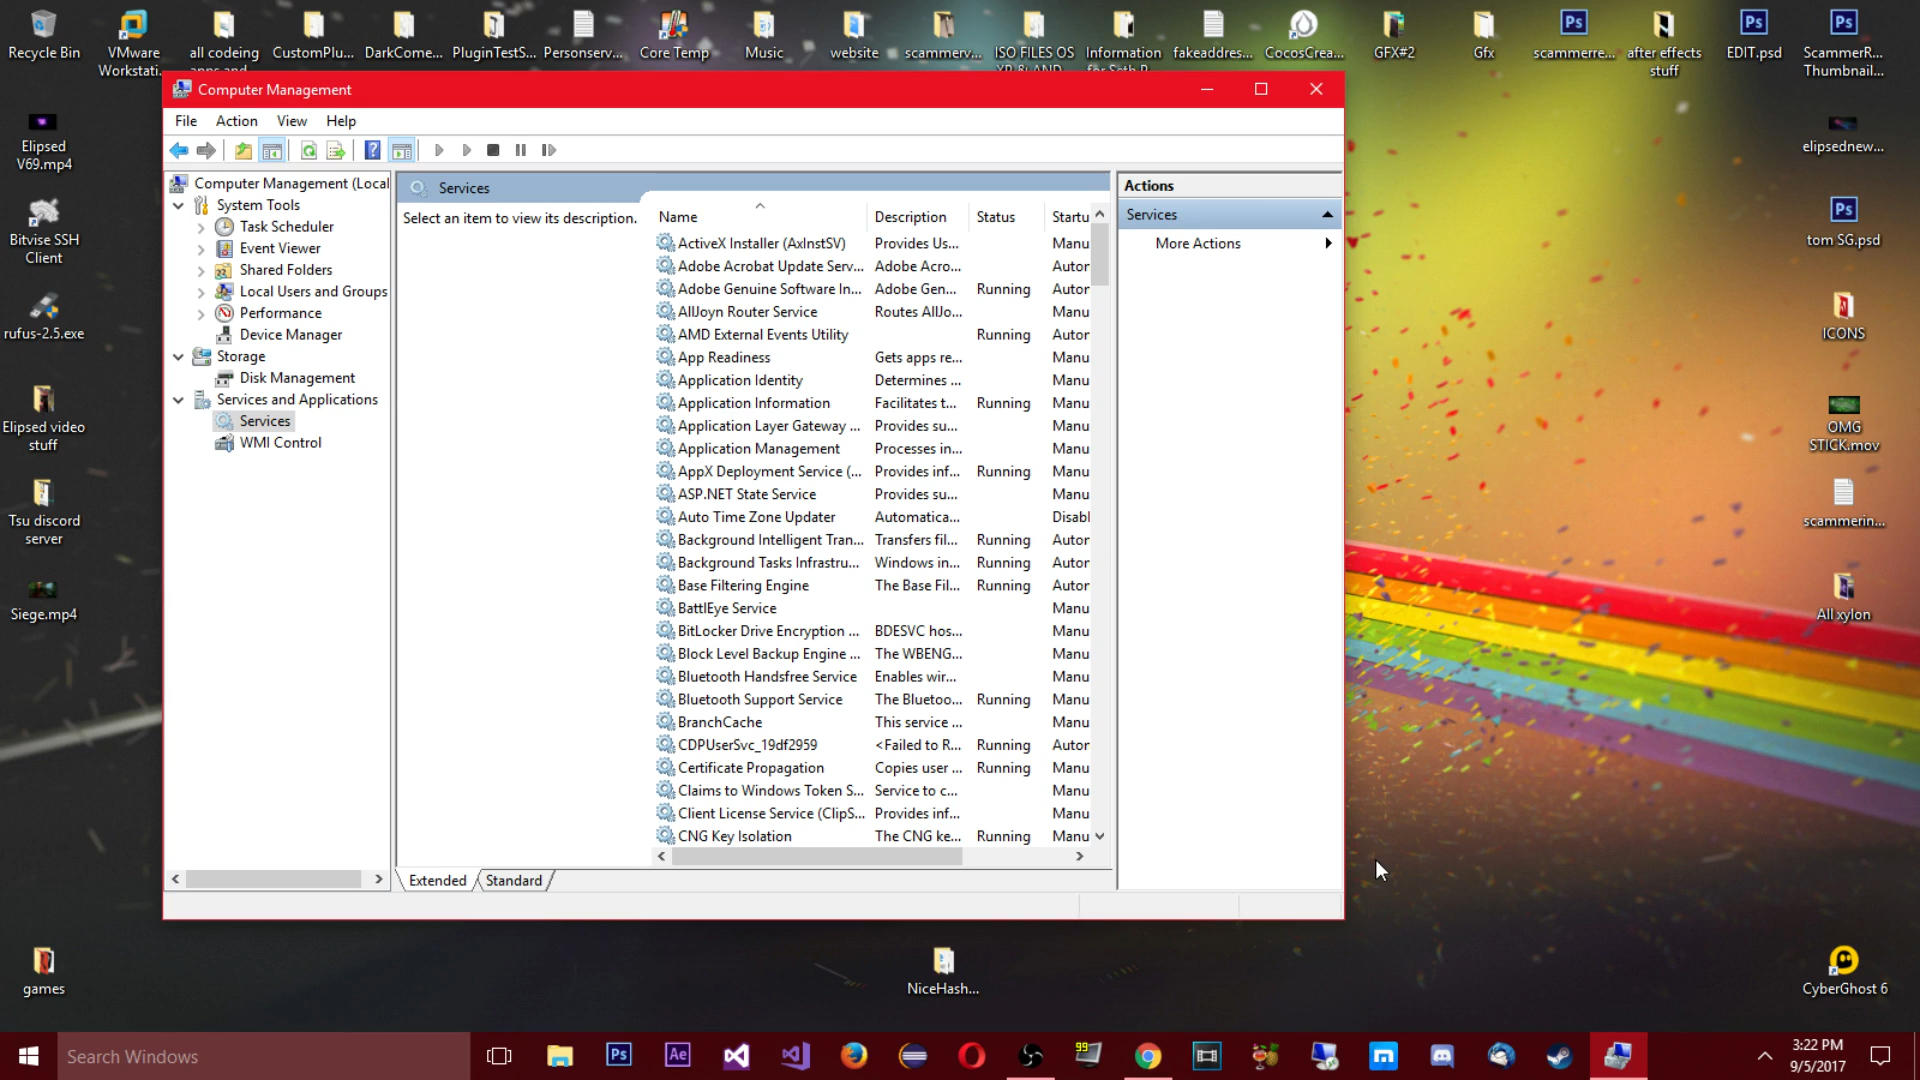 Recycle Bin
VMware
Workstati...
all codeing
CustomPlu...
DarkCome...
PluginTestS...
Personserv...
Core Temp
Music
website
scammerv...
ISO FILES OS
Information
fakeaddres...
CocosCrea...
GFX#2
Gfx
scammerre...
after effects
stuff
EDIT.psd
ScammerR...
Thumbnail...
Computer Management
File
Action
View
Help
Computer Management (Local
System Tools
Task Scheduler
Event Viewer
Shared Folders
Local Users and Groups
Performance
Device Manager
Storage
Disk Management
Services and Applications
Services
WMI Control
Services
Select an item to view its description.
Name Description Status Startu
ActiveX Installer (AxInstSV) Provides Us... Manu
Adobe Acrobat Update Serv... Adobe Acro... Autor
Adobe Genuine Software In... Adobe Gen... Running Autor
AllJoyn Router Service Routes AllJo... Manu
AMD External Events Utility Running Autor
App Readiness Gets apps re... Manu
Application Identity Determines ... Manu
Application Information Facilitates t... Running Manu
Application Layer Gateway ... Provides su... Manu
Application Management Processes in... Manu
AppX Deployment Service (... Provides inf... Running Manu
ASP.NET State Service Provides su... Manu
Auto Time Zone Updater Automatica... Disabl
Background Intelligent Tran... Transfers fil... Running Autor
Background Tasks Infrastru... Windows in... Running Autor
Base Filtering Engine The Base Fil... Running Autor
BattlEye Service Manu
BitLocker Drive Encryption ... BDESVC hos... Manu
Block Level Backup Engine ... The WBENG... Manu
Bluetooth Handsfree Service Enables wir... Manu
Bluetooth Support Service The Bluetoo... Running Manu
BranchCache This service ... Manu
CDPUserSvc_19df2959 <Failed to R... Running Autor
Certificate Propagation Copies user ... Running Manu
Claims to Windows Token S... Service to c... Manu
Client License Service (ClipS... Provides inf... Manu
CNG Key Isolation The CNG ke... Running Manu
Extended
Standard
Actions
Services
More Actions
Elipsed
V69.mp4
Bitvise SSH
Client
rufus-2.5.exe
Elipsed video
stuff
Tsu discord
server
Siege.mp4
games
NiceHash...
elipsednew...
tom SG.psd
ICONS
OMG
STICK.mov
scammerin...
All xylon
CyberGhost 6
Search Windows
Ps
Ae
99
3:22 PM
9/5/2017